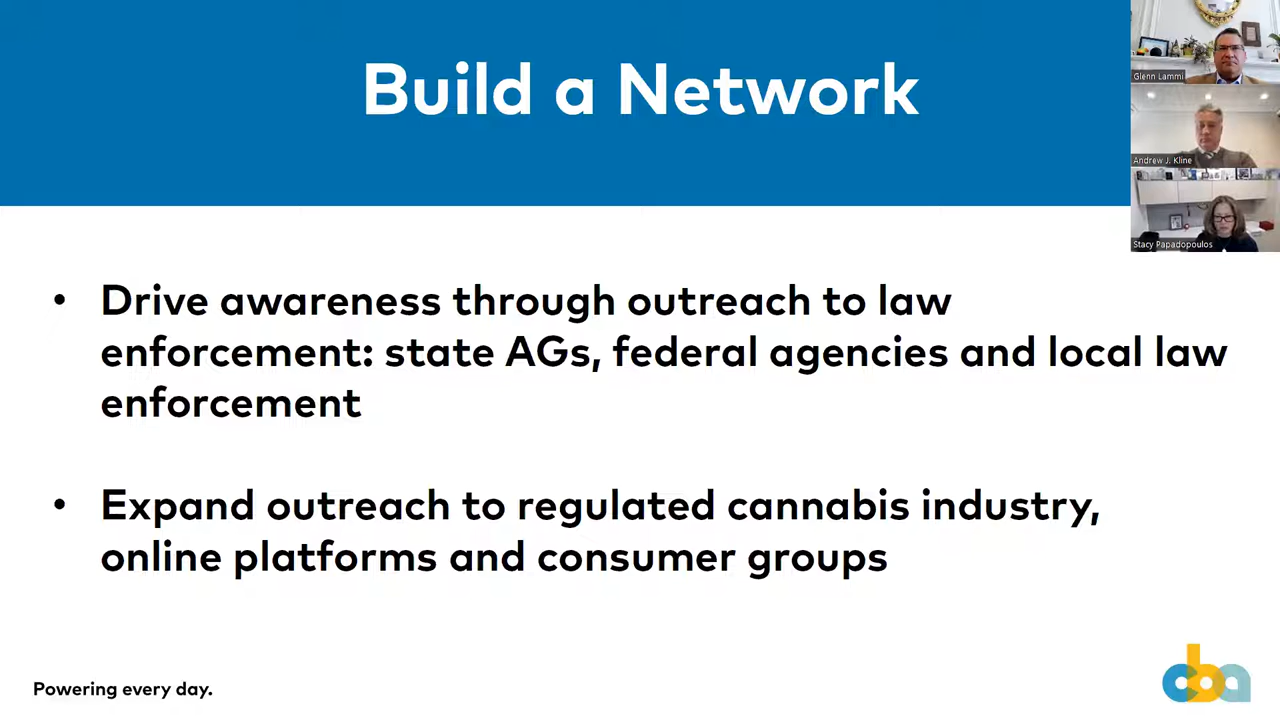 Build a Network
Glenn Lammi
Andrew J. Kline
Stacy Papadopoulos
• Drive awareness through outreach to law
enforcement: state AGs, federal agencies and local law
enforcement
• Expand outreach to regulated cannabis industry,
online platforms and consumer groups
Powering every day.
cba